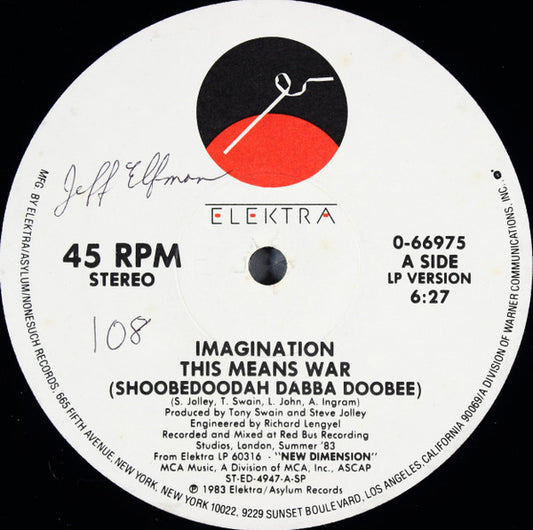 Jeff Elfman
ELEKTRA
45 RPM
STEREO
0-66975
A SIDE
LP VERSION
6:27
108
IMAGINATION
THIS MEANS WAR
(SHOOBEDOODAH DABBA DOOBEE)
(S. Jolley, T. Swain, L. John, A. Ingram)
Produced by Tony Swain and Steve Jolley
Engineered by Richard Lengyel
Recorded and Mixed at Red Bus Recording
Studios, London, Summer '83
From Elektra LP 60316 - "NEW DIMENSION"
MCA Music, A Division of MCA, Inc., ASCAP
ST-ED-4947-A-SP
℗ 1983 Elektra/Asylum Records
MFG BY ELEKTRA/ASYLUM/NONESUCH RECORDS, 665 FIFTH AVENUE, NEW YORK, NEW YORK 10022, 9229 SUNSET BOULEVARD, LOS ANGELES, CALIFORNIA 90069/A DIVISION OF WARNER COMMUNICATIONS, INC.